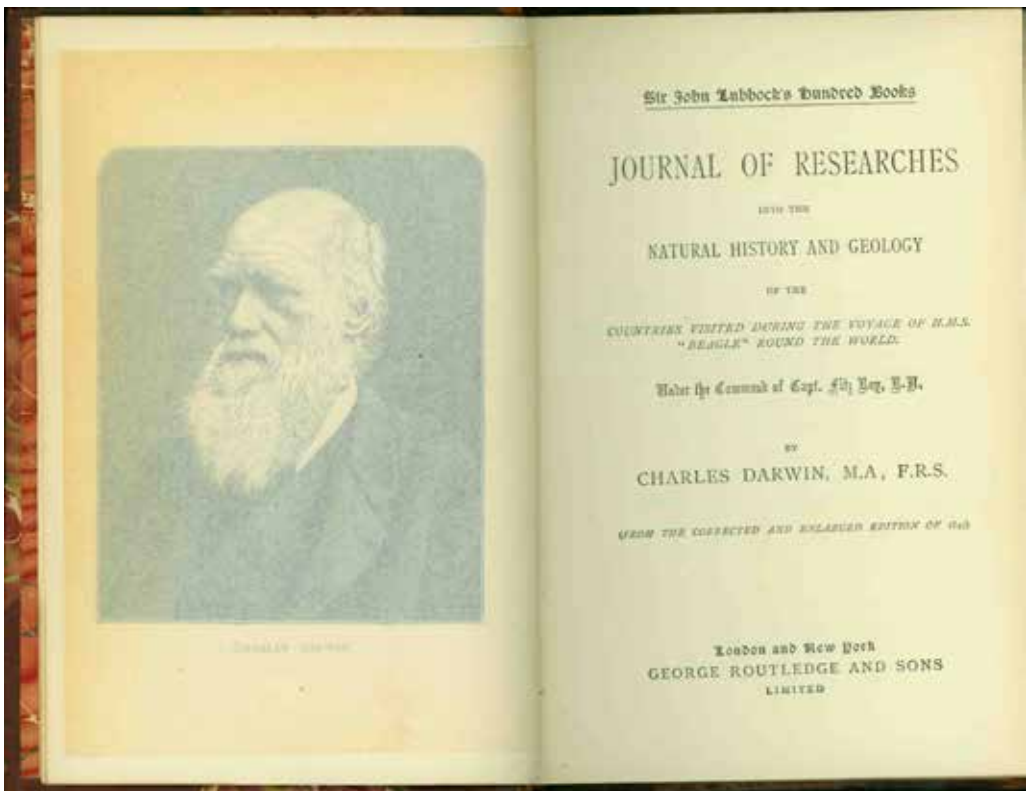 CHARLES DARWIN
Sir John Lubbock's Hundred Books
JOURNAL OF RESEARCHES
INTO THE
NATURAL HISTORY AND GEOLOGY
OF THE
COUNTRIES VISITED DURING THE VOYAGE OF H.M.S.
"BEAGLE" ROUND THE WORLD.
Under the Command of Capt. Fitz Roy, R.N.
BY
CHARLES DARWIN, M.A., F.R.S.
(FROM THE CORRECTED AND ENLARGED EDITION OF
London and New York
GEORGE ROUTLEDGE AND SONS
LIMITED